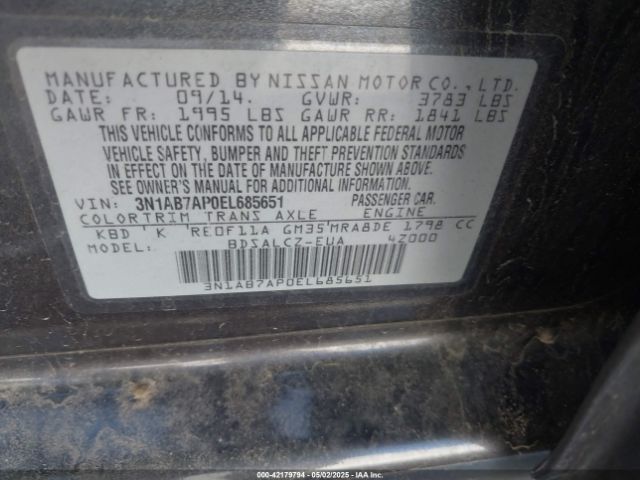 MANUFACTURED BY NISSAN MOTOR CO., LTD.
DATE: 09/14. GVWR: 3783 LBS
GAWR FR: 1995 LBS GAWR RR: 1841 LBS
THIS VEHICLE CONFORMS TO ALL APPLICABLE FEDERAL MOTOR
VEHICLE SAFETY, BUMPER AND THEFT PREVENTION STANDARDS
IN EFFECT ON THE DATE OF MANUFACTURE SHOWN ABOVE.
SEE OWNER'S MANUAL FOR ADDITIONAL INFORMATION.
VIN: 3N1AB7AP0EL685651 PASSENGER CAR.
COLOR TRIM TRANS AXLE ENGINE
KBD K RE0F11A GM35 MRA8DE 1798 CC
MODEL: BDSALCZ-EUA 4Z000
3N1AB7AP0EL685651
000-42179794 - 05/02/2025 - IAAI.COM